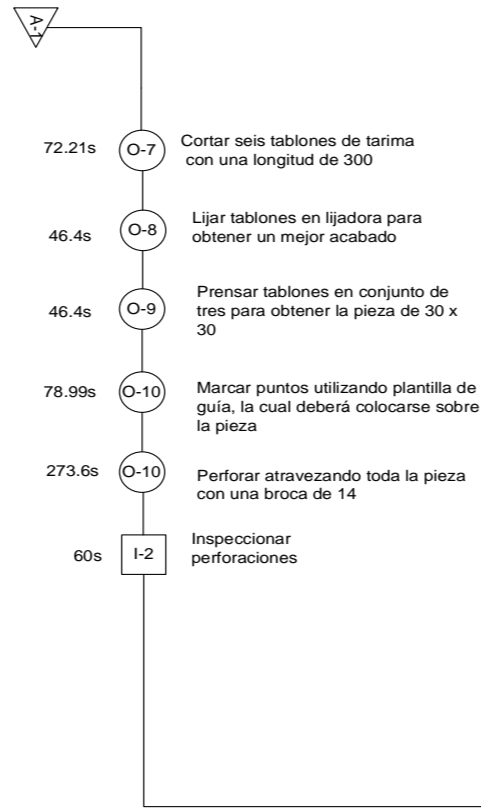 A-1
72.21s
O-7
Cortar seis tablones de tarima
con una longitud de 300
46.4s
O-8
Lijar tablones en lijadora para
obtener un mejor acabado
46.4s
O-9
Prensar tablones en conjunto de
tres para obtener la pieza de 30 x
30
78.99s
O-10
Marcar puntos utilizando plantilla de
guía, la cual deberá colocarse sobre
la pieza
273.6s
O-10
Perforar atravezando toda la pieza
con una broca de 14
60s
I-2
Inspeccionar
perforaciones